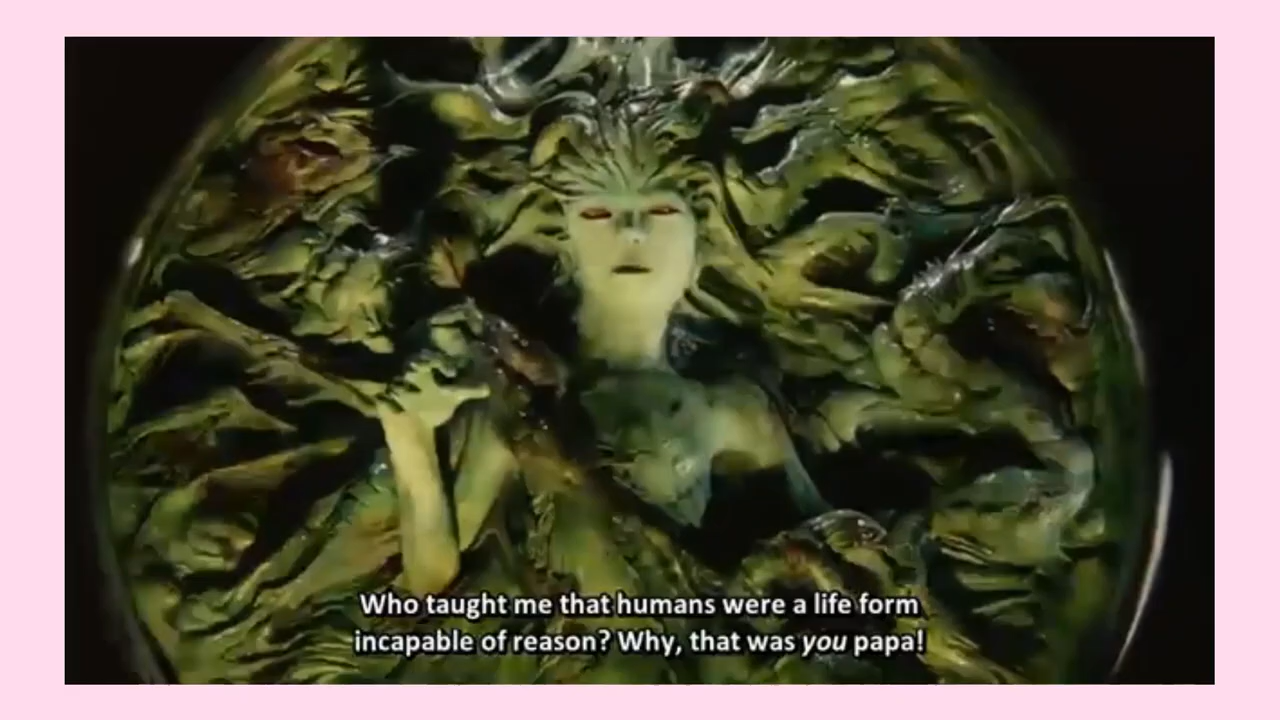 Who taught me that humans were a life form
incapable of reason? Why, that was you papa!